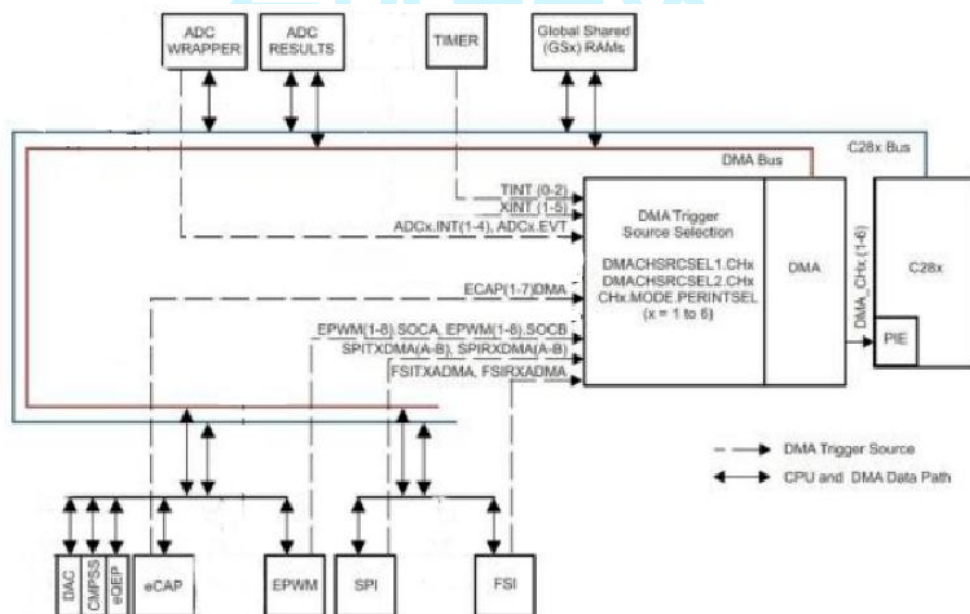 ADC
WRAPPER
ADC
RESULTS
TIMER
Global Shared
(GSx) RAMs
C28x Bus
DMA Bus
TINT (0-2)
XINT (1-5)
ADCx.INT(1-4), ADCx.EVT
DMA Trigger
Source Selection
DMACHSRCSEL1.CHx
DMACHSRCSEL2.CHx
CHx.MODE.PERINTSEL
(x = 1 to 6)
DMA
DMA_CHx (1-6)
C28x
PIE
ECAP(1-7)DMA
EPWM(1-8).SOCA, EPWM(1-8).SOCB
SPITXDMA(A-B), SPIRXDMA(A-B)
FSITXADMA, FSIRXADMA
DMA Trigger Source
CPU and DMA Data Path
DAC
CMPSS
eQEP
eCAP
EPWM
SPI
FSI